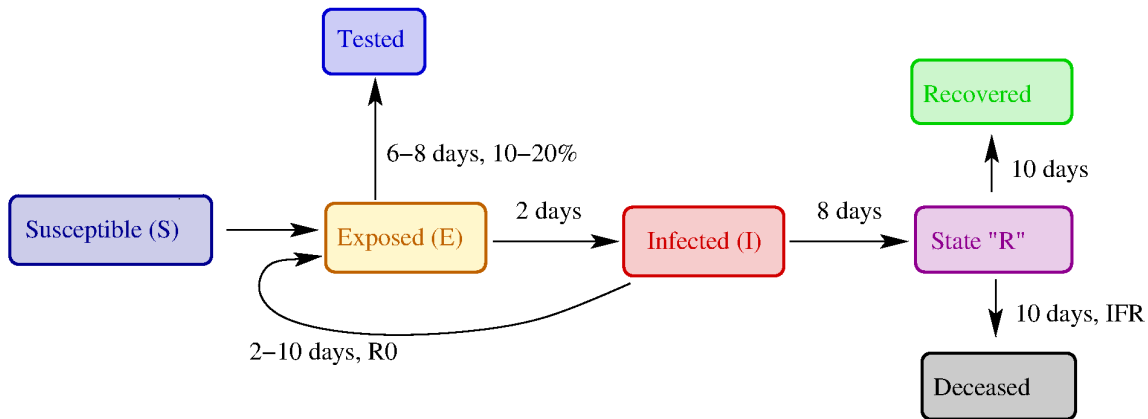 Tested
Recovered
6−8 days, 10−20%
10 days
Susceptible (S)
Exposed (E)
2 days
Infected (I)
8 days
State "R"
2−10 days, R0
10 days, IFR
Deceased